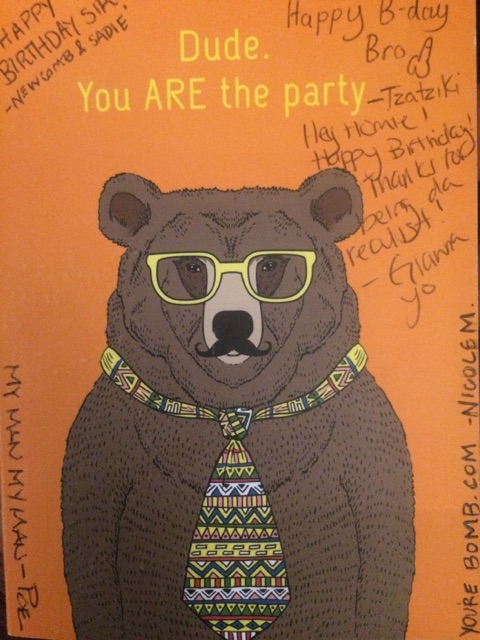 HAPPY
BIRTHDAY SIR!
-NEWCOMB & SADIE
Dude.
You ARE the party
Happy B-day
Bro
-Tzatziki
Hey Homie!
Happy Birthday!
Thanks for
being da
realist!
- Gianna
yo
MY MAN MY MAN - POE
YOU'RE BOMB.COM -NICOLE M.